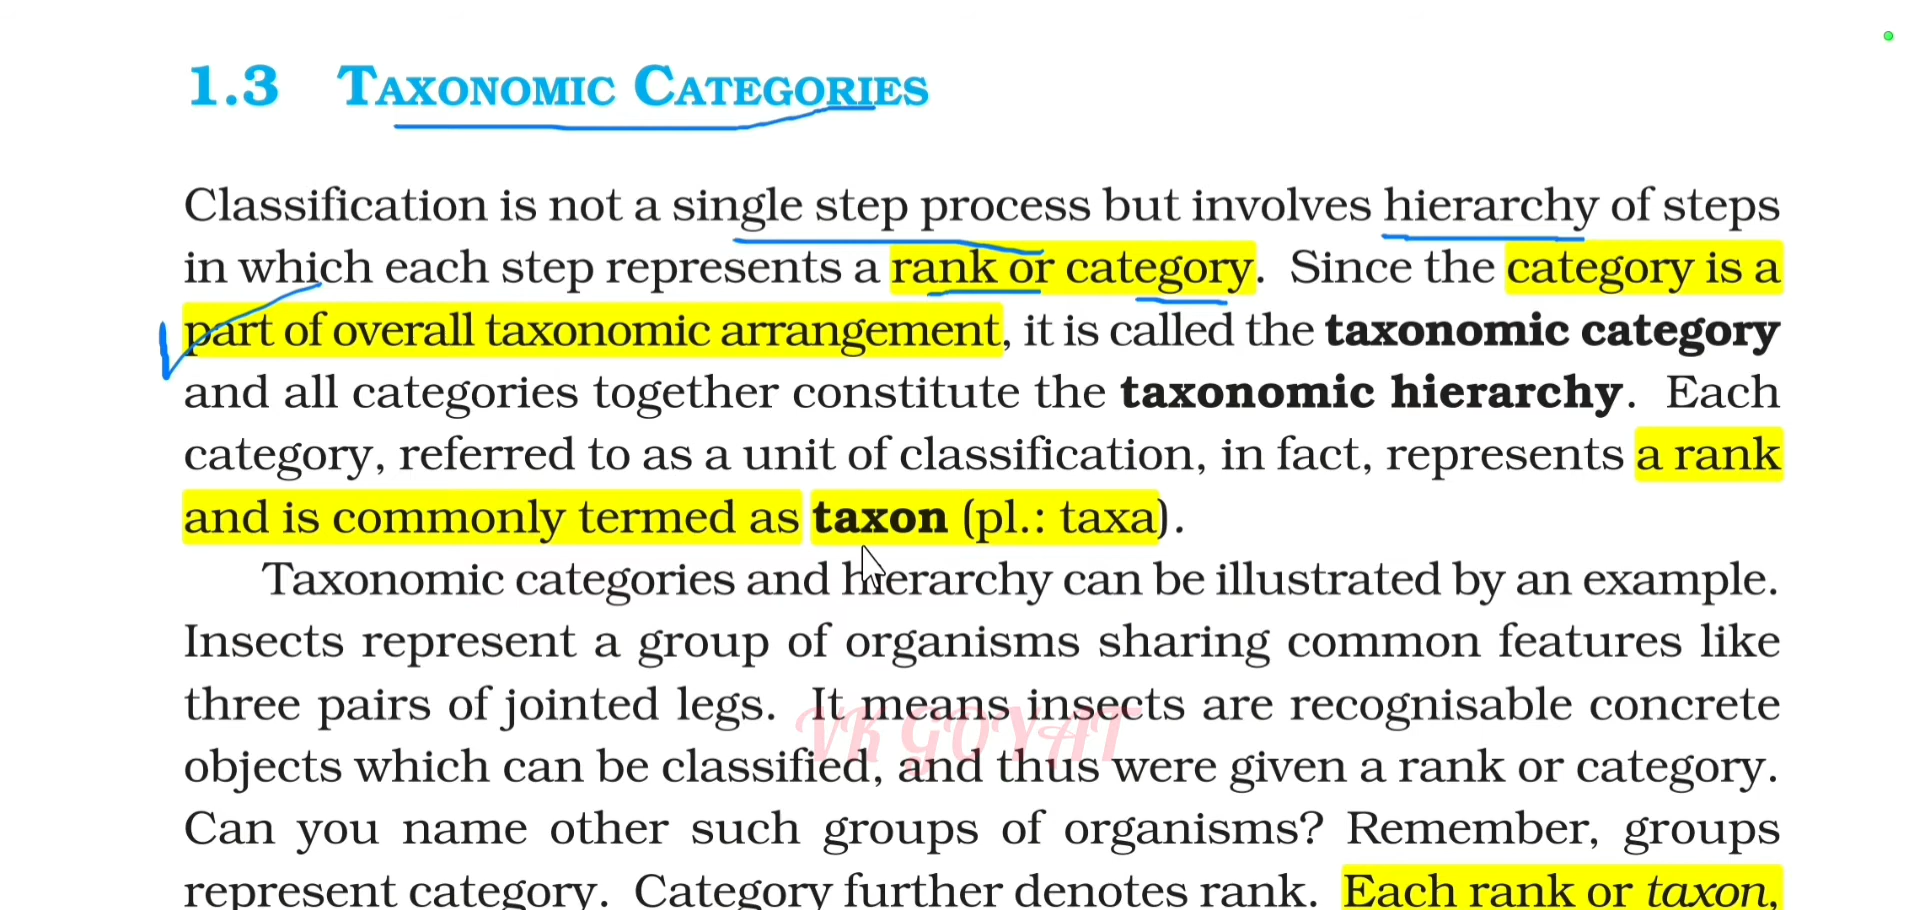 1.3 TAXONOMIC CATEGORIES
Classification is not a single step process but involves hierarchy of steps
in which each step represents a rank or category. Since the category is a
part of overall taxonomic arrangement, it is called the taxonomic category
and all categories together constitute the taxonomic hierarchy. Each
category, referred to as a unit of classification, in fact, represents a rank
and is commonly termed as taxon (pl.: taxa).
Taxonomic categories and hierarchy can be illustrated by an example.
Insects represent a group of organisms sharing common features like
three pairs of jointed legs. It means insects are recognisable concrete
VK GOYAT
objects which can be classified, and thus were given a rank or category.
Can you name other such groups of organisms? Remember, groups
represent category. Category further denotes rank. Each rank or taxon,